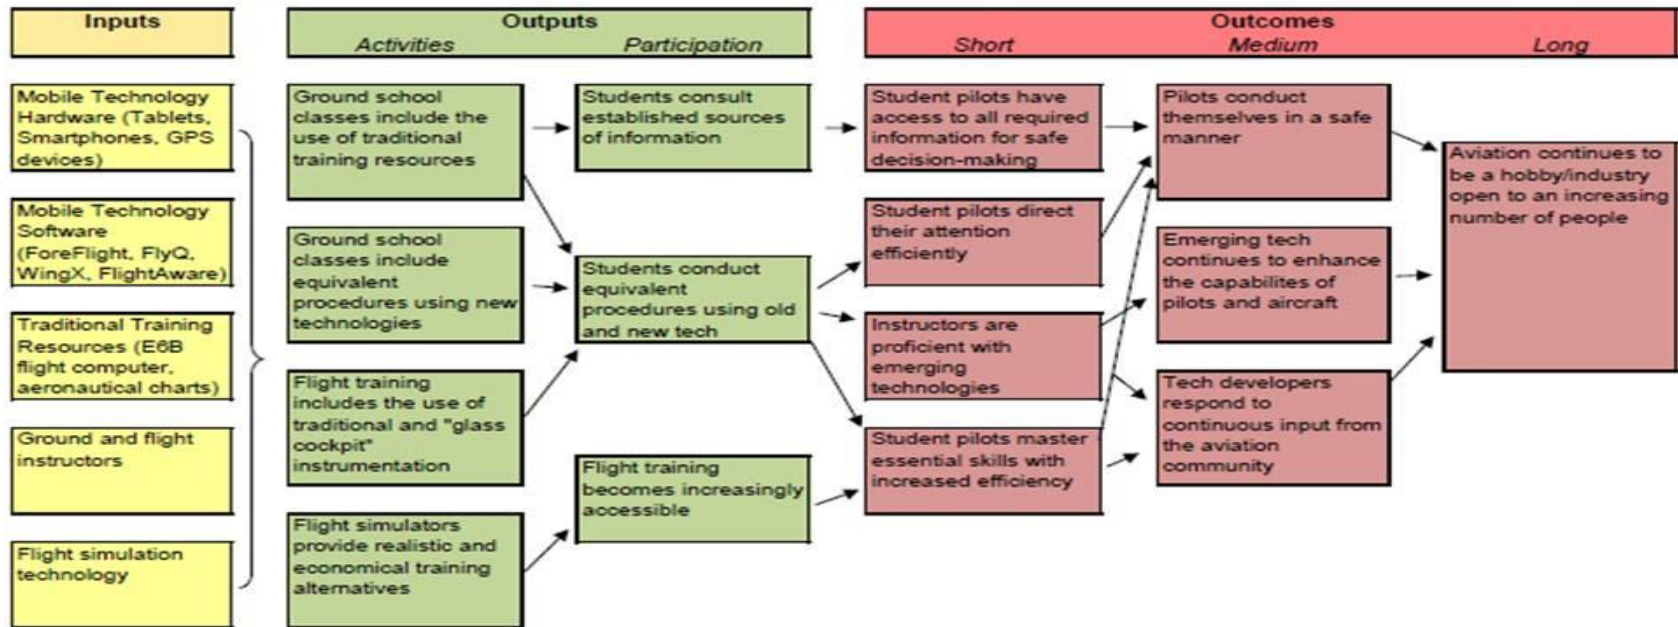 Inputs
Outputs
Activities
Participation
Outcomes
Short
Medium
Long
Mobile Technology
Hardware (Tablets,
Smartphones, GPS
devices)
Mobile Technology
Software
(ForeFlight, FlyQ,
WingX, FlightAware)
Traditional Training
Resources (E6B
flight computer,
aeronautical charts)
Ground and flight
instructors
Flight simulation
technology
Ground school
classes include the
use of traditional
training resources
Ground school
classes include
equivalent
procedures using new
technologies
Flight training
includes the use of
traditional and "glass
cockpit"
instrumentation
Flight simulators
provide realistic and
economical training
alternatives
Students consult
established sources
of information
Students conduct
equivalent
procedures using old
and new tech
Flight training
becomes increasingly
accessible
Student pilots have
access to all required
information for safe
decision-making
Student pilots direct
their attention
efficiently
Instructors are
proficient with
emerging
technologies
Student pilots master
essential skills with
increased efficiency
Pilots conduct
themselves in a safe
manner
Emerging tech
continues to enhance
the capabilites of
pilots and aircraft
Tech developers
respond to
continuous input from
the aviation
community
Aviation continues to
be a hobby/industry
open to an increasing
number of people